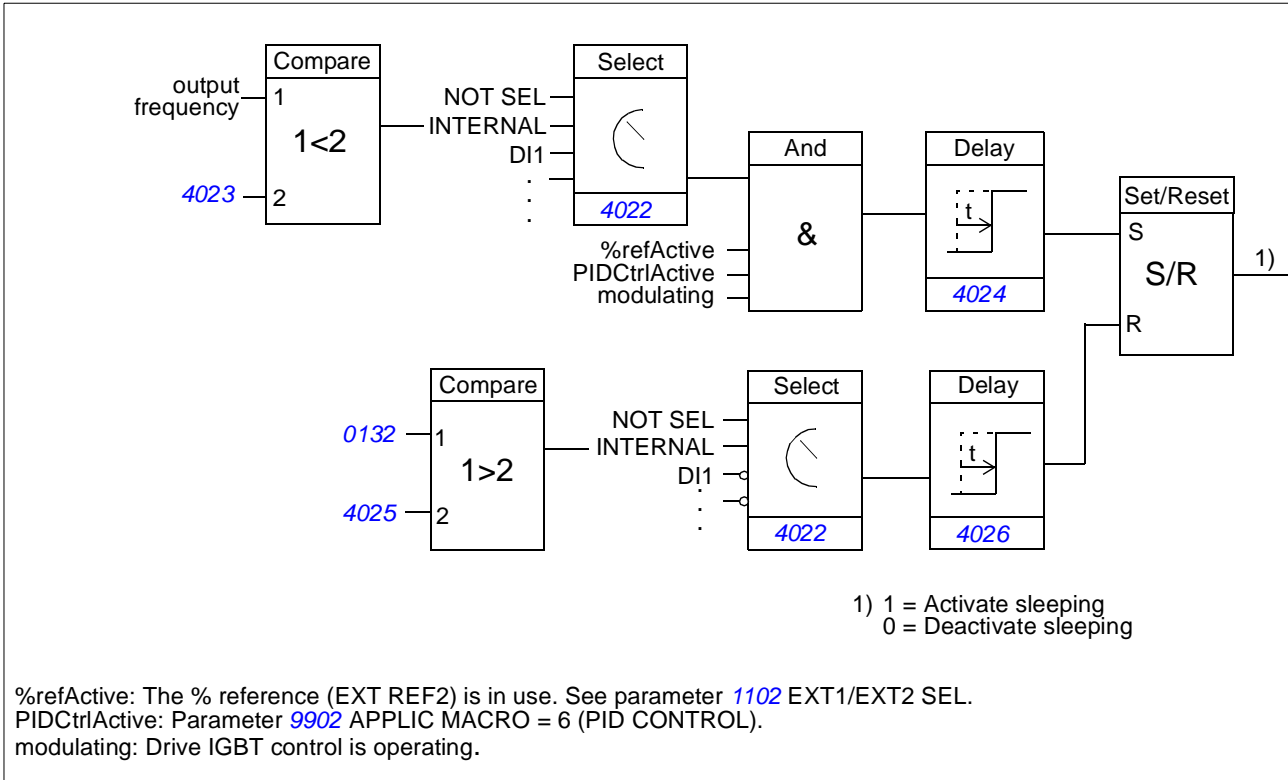 Compare
output
frequency
1
1<2
4023
2
Select
NOT SEL
INTERNAL
DI1
.
.
.
4022
And
&
%refActive
PIDCtrlActive
modulating
Delay
t
4024
Set/Reset
S
S/R
R
1)
Compare
0132
1
1>2
4025
2
Select
NOT SEL
INTERNAL
DI1
.
.
.
4022
Delay
t
4026
1) 1 = Activate sleeping
0 = Deactivate sleeping
%refActive: The % reference (EXT REF2) is in use. See parameter 1102 EXT1/EXT2 SEL.
PIDCtrlActive: Parameter 9902 APPLIC MACRO = 6 (PID CONTROL).
modulating: Drive IGBT control is operating.